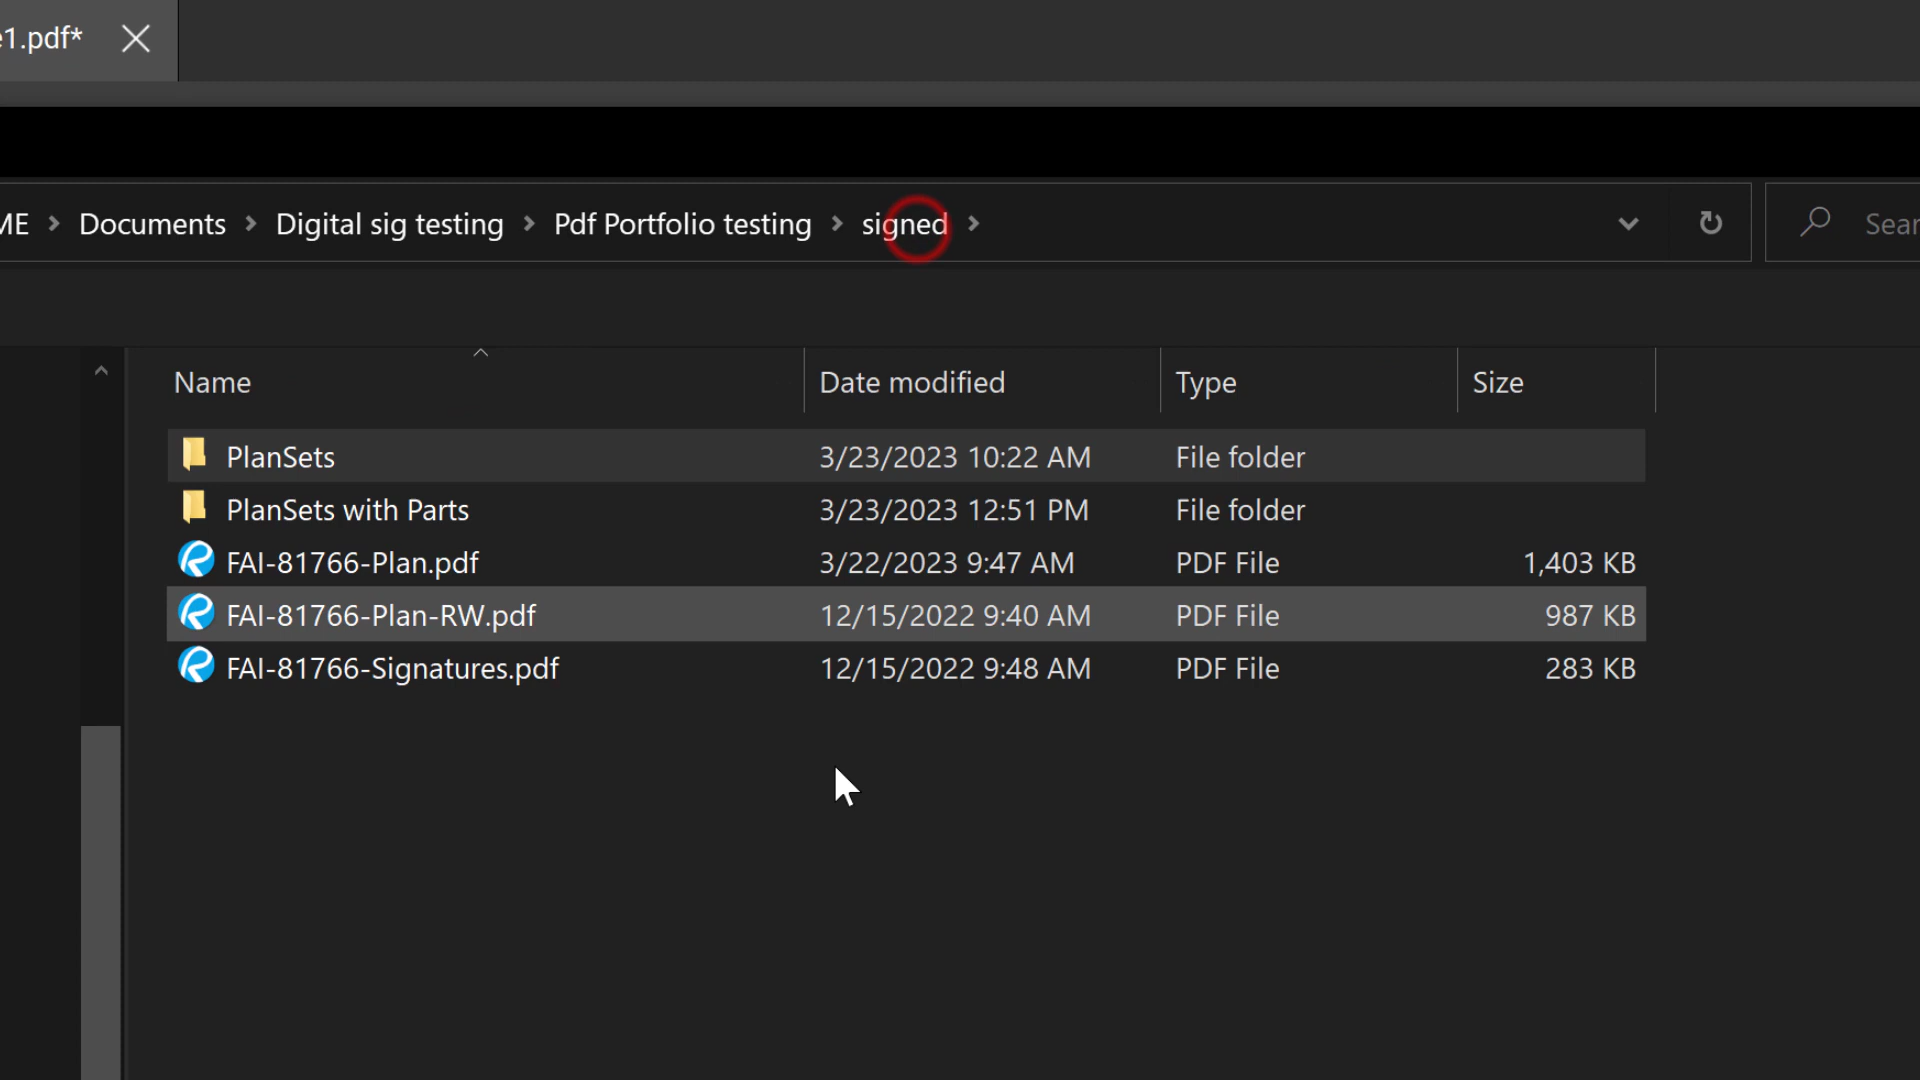 e1.pdf*
ME > Documents > Digital sig testing > Pdf Portfolio testing > signed >
Sear
Name Date modified Type Size
PlanSets 3/23/2023 10:22 AM File folder
PlanSets with Parts 3/23/2023 12:51 PM File folder
FAI-81766-Plan.pdf 3/22/2023 9:47 AM PDF File 1,403 KB
FAI-81766-Plan-RW.pdf 12/15/2022 9:40 AM PDF File 987 KB
FAI-81766-Signatures.pdf 12/15/2022 9:48 AM PDF File 283 KB